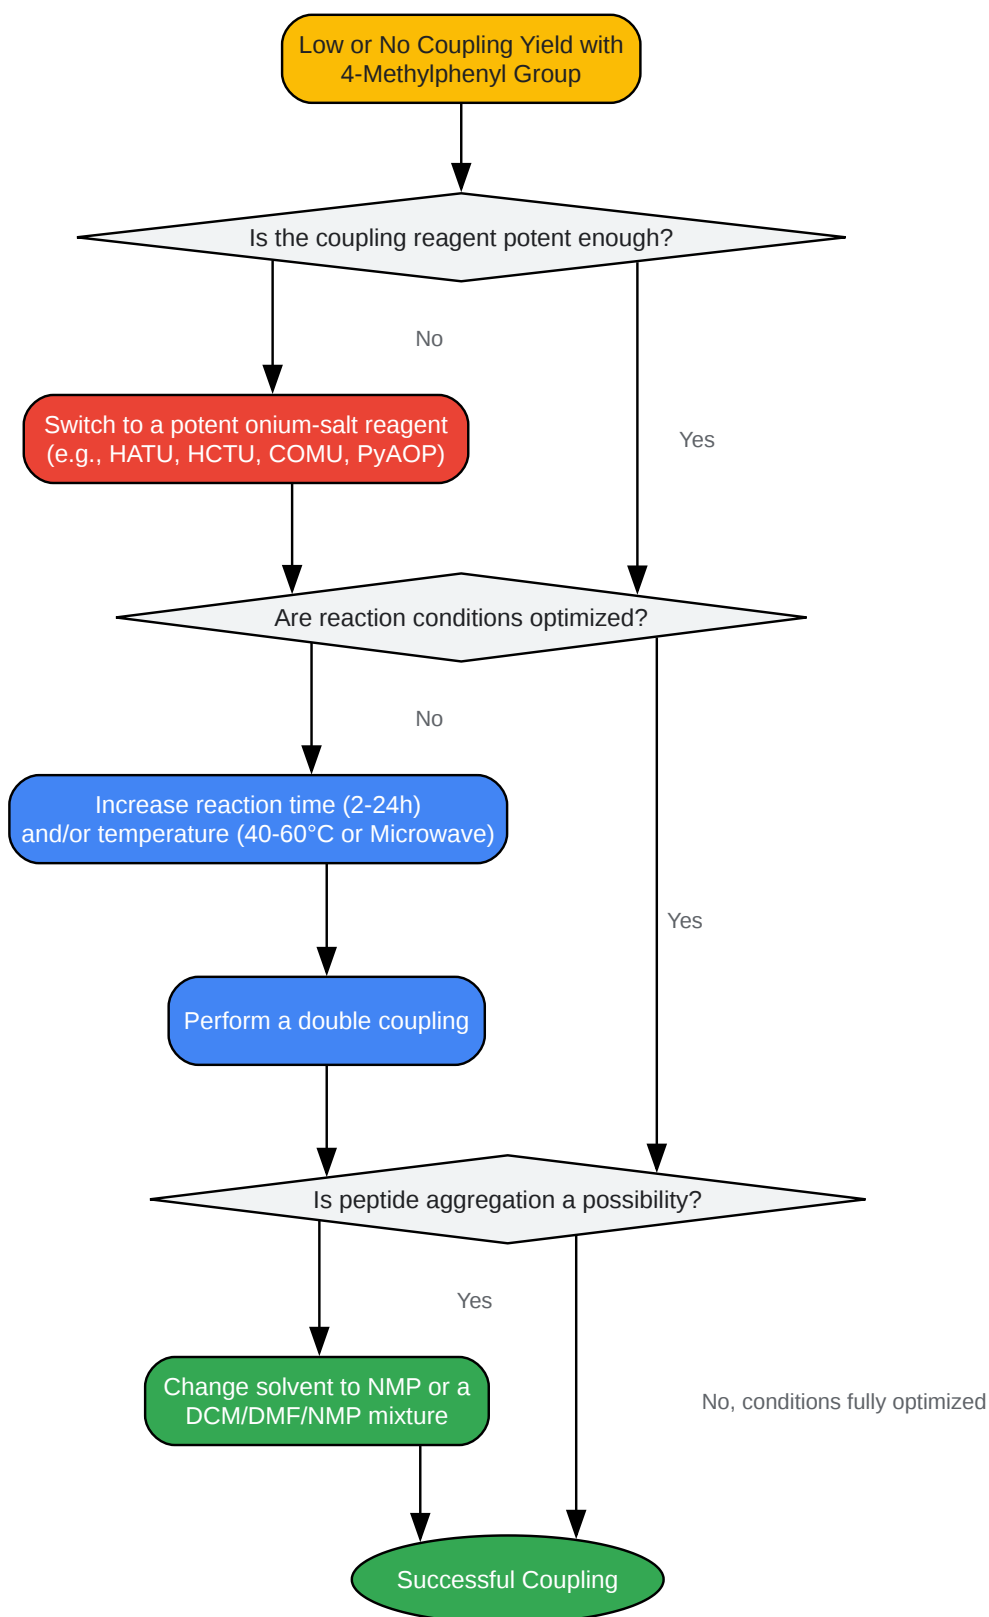 Low or No Coupling Yield with
4-Methylphenyl Group
Is the coupling reagent potent enough?
No
Switch to a potent onium-salt reagent
(e.g., HATU, HCTU, COMU, PyAOP)
Yes
Are reaction conditions optimized?
No
Increase reaction time (2-24h)
and/or temperature (40-60°C or Microwave)
Yes
Perform a double coupling
Is peptide aggregation a possibility?
Yes
Change solvent to NMP or a
DCM/DMF/NMP mixture
No, conditions fully optimized
Successful Coupling